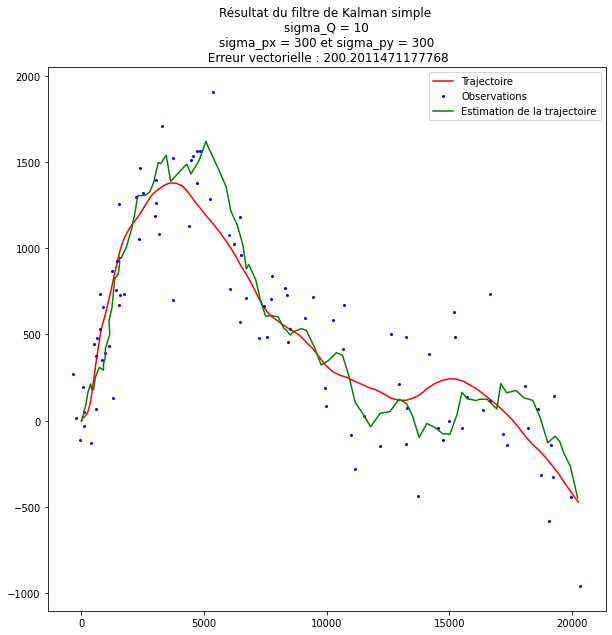 Résultat du filtre de Kalman simple
sigma_Q = 10
sigma_px = 300 et sigma_py = 300
Erreur vectorielle : 200.2011471177768
Trajectoire
Observations
Estimation de la trajectoire
2000
1500
1000
500
0
−500
−1000
0 5000 10000 15000 20000